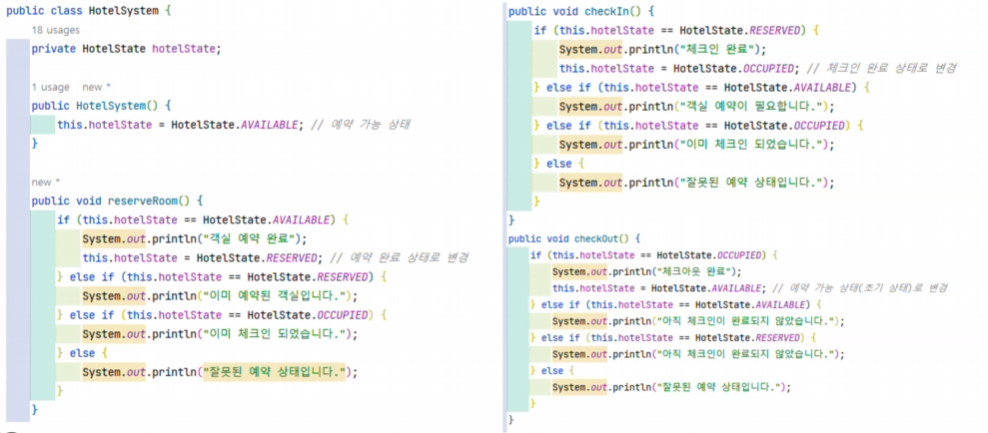 public class HotelSystem {
18 usages
private HotelState hotelState;
1 usage new *
public HotelSystem() {
this.hotelState = HotelState.AVAILABLE; // 예약 가능 상태
}
new *
public void reserveRoom() {
if (this.hotelState == HotelState.AVAILABLE) {
System.out.println("객실 예약 완료");
this.hotelState = HotelState.RESERVED; // 예약 완료 상태로 변경
} else if (this.hotelState == HotelState.RESERVED) {
System.out.println("이미 예약된 객실입니다.");
} else if (this.hotelState == HotelState.OCCUPIED) {
System.out.println("이미 체크인 되었습니다.");
} else {
System.out.println("잘못된 예약 상태입니다.");
}
}
public void checkIn() {
if (this.hotelState == HotelState.RESERVED) {
System.out.println("체크인 완료");
this.hotelState = HotelState.OCCUPIED; // 체크인 완료 상태로 변경
} else if (this.hotelState == HotelState.AVAILABLE) {
System.out.println("객실 예약이 필요합니다.");
} else if (this.hotelState == HotelState.OCCUPIED) {
System.out.println("이미 체크인 되었습니다.");
} else {
System.out.println("잘못된 예약 상태입니다.");
}
}
public void checkOut() {
if (this.hotelState == HotelState.OCCUPIED) {
System.out.println("체크아웃 완료");
this.hotelState = HotelState.AVAILABLE; // 예약 가능 상태(초기 상태)로 변경
} else if (this.hotelState == HotelState.AVAILABLE) {
System.out.println("아직 체크인이 완료되지 않았습니다.");
} else if (this.hotelState == HotelState.RESERVED) {
System.out.println("아직 체크인이 완료되지 않았습니다.");
} else {
System.out.println("잘못된 예약 상태입니다.");
}
}